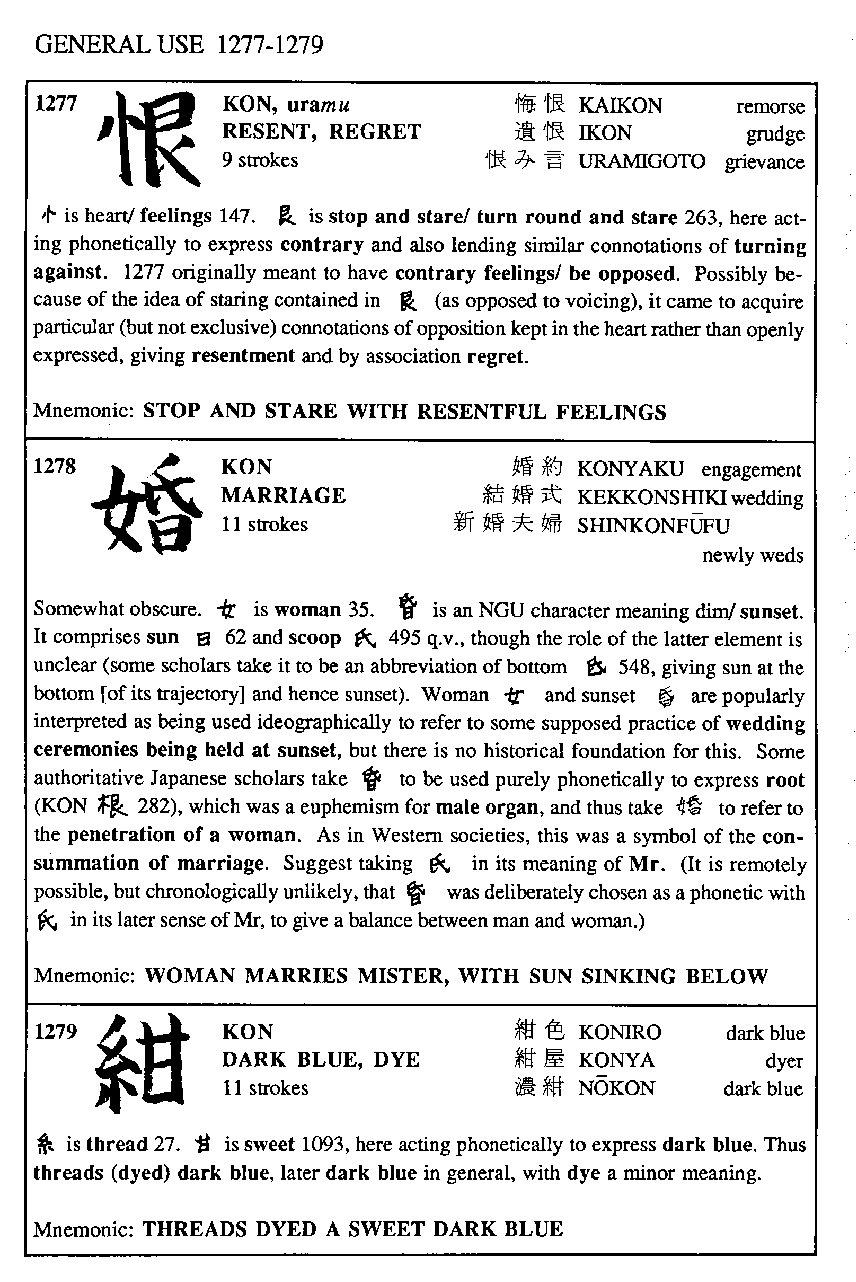 GENERAL USE 1277-1279
1277 恨 KON, uramu 悔恨 KAIKON remorse
RESENT, REGRET 遺恨 IKON grudge
9 strokes 恨み言 URAMIGOTO grievance
忄 is heart/ feelings 147. 艮 is stop and stare/ turn round and stare 263, here act-
ing phonetically to express contrary and also lending similar connotations of turning
against. 1277 originally meant to have contrary feelings/ be opposed. Possibly be-
cause of the idea of staring contained in 艮 (as opposed to voicing), it came to acquire
particular (but not exclusive) connotations of opposition kept in the heart rather than openly
expressed, giving resentment and by association regret.
Mnemonic: STOP AND STARE WITH RESENTFUL FEELINGS
1278 婚 KON 婚約 KONYAKU engagement
MARRIAGE 結婚式 KEKKONSHIKI wedding
11 strokes 新婚夫婦 SHINKONFŪFU
newly weds
Somewhat obscure. 女 is woman 35. 昏 is an NGU character meaning dim/ sunset.
It comprises sun 日 62 and scoop 氏 495 q.v., though the role of the latter element is
unclear (some scholars take it to be an abbreviation of bottom 氐 548, giving sun at the
bottom [of its trajectory] and hence sunset). Woman 女 and sunset 昏 are popularly
interpreted as being used ideographically to refer to some supposed practice of wedding
ceremonies being held at sunset, but there is no historical foundation for this. Some
authoritative Japanese scholars take 昏 to be used purely phonetically to express root
(KON 根 282), which was a euphemism for male organ, and thus take 婚 to refer to
the penetration of a woman. As in Western societies, this was a symbol of the con-
summation of marriage. Suggest taking 氏 in its meaning of Mr. (It is remotely
possible, but chronologically unlikely, that 昏 was deliberately chosen as a phonetic with
氏 in its later sense of Mr, to give a balance between man and woman.)
Mnemonic: WOMAN MARRIES MISTER, WITH SUN SINKING BELOW
1279 紺 KON 紺色 KONIRO dark blue
DARK BLUE, DYE 紺屋 KONYA dyer
11 strokes 濃紺 NŌKON dark blue
糸 is thread 27. 甘 is sweet 1093, here acting phonetically to express dark blue. Thus
threads (dyed) dark blue, later dark blue in general, with dye a minor meaning.
Mnemonic: THREADS DYED A SWEET DARK BLUE